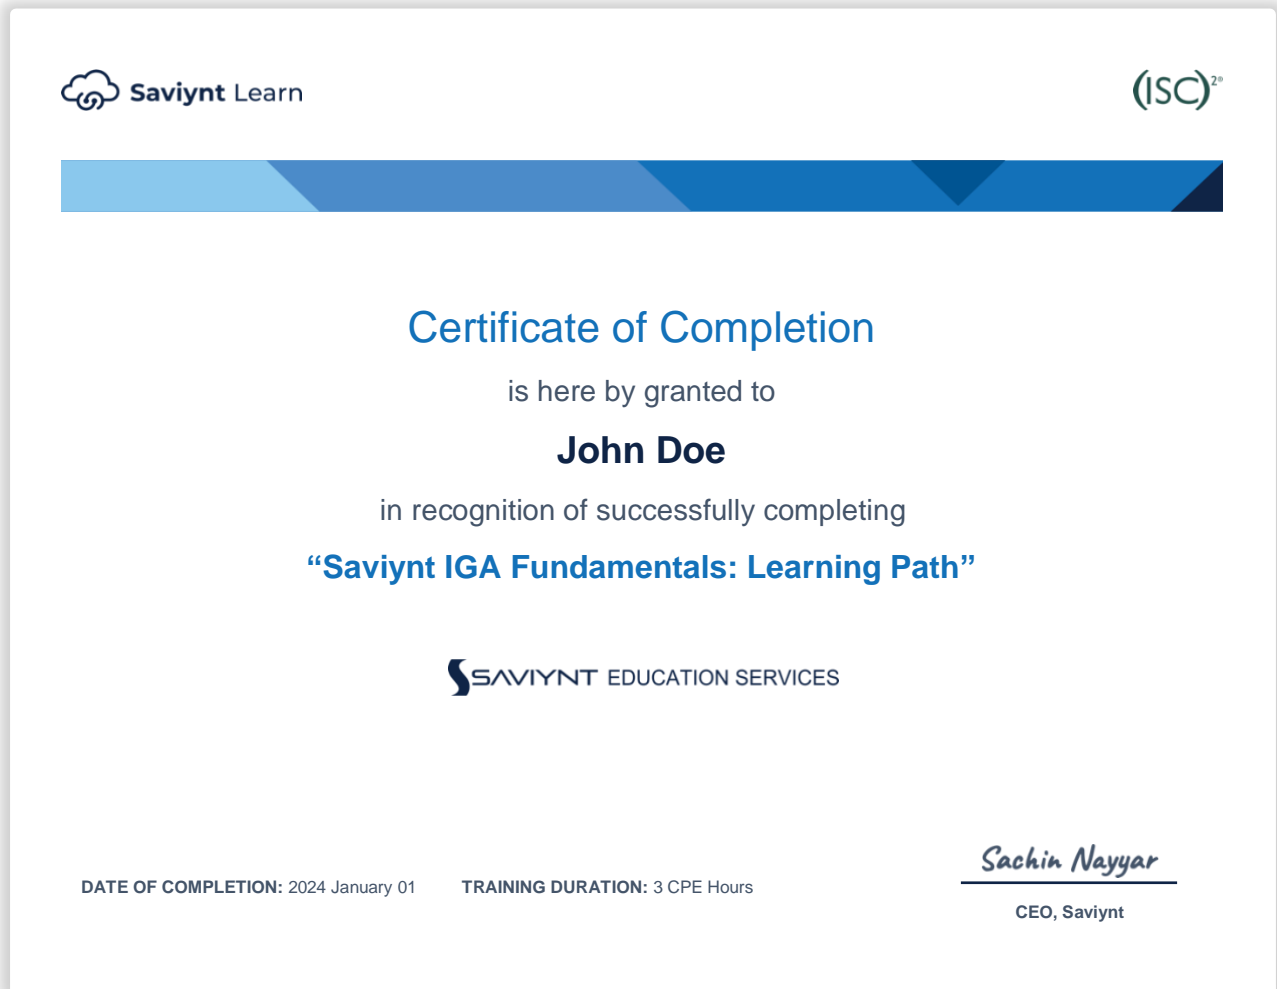 Saviynt Learn
(ISC)²®
Certificate of Completion
is here by granted to
John Doe
in recognition of successfully completing
“Saviynt IGA Fundamentals: Learning Path”
SAVIYNT EDUCATION SERVICES
Sachin Nayyar
DATE OF COMPLETION: 2024 January 01 TRAINING DURATION: 3 CPE Hours
CEO, Saviynt